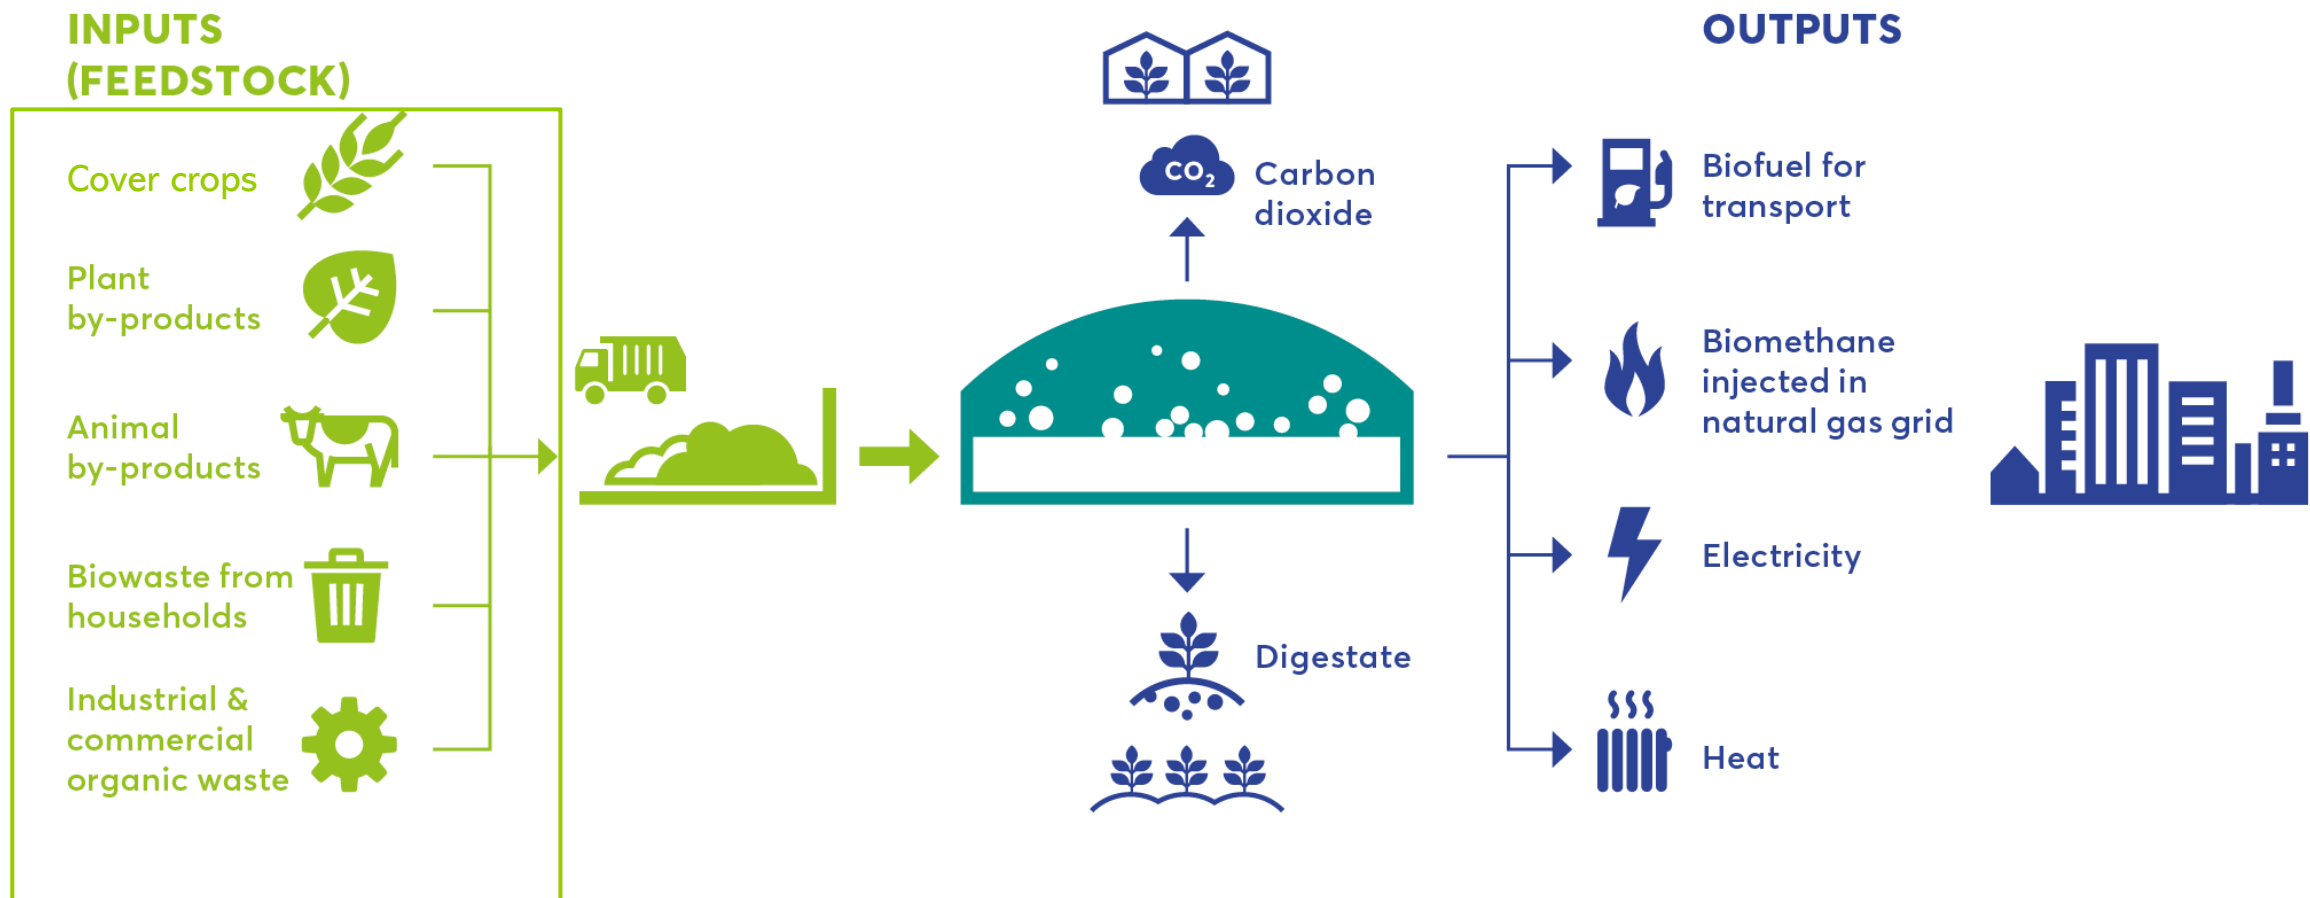 INPUTS
(FEEDSTOCK)
Cover crops
Plant
by-products
Animal
by-products
Biowaste from
households
Industrial &
commercial
organic waste
CO₂
Carbon
dioxide
Digestate
OUTPUTS
Biofuel for
transport
Biomethane
injected in
natural gas grid
Electricity
Heat